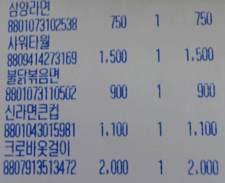 삼양라면
8801073102538 750 1 750
사워타월
8809414273169 1,500 1 1,500
불닭볶음면
8801073110502 900 1 900
신라면큰컵
8801043015981 1,100 1 1,100
크로바옷걸이
8807913513472 2,000 1 2,000